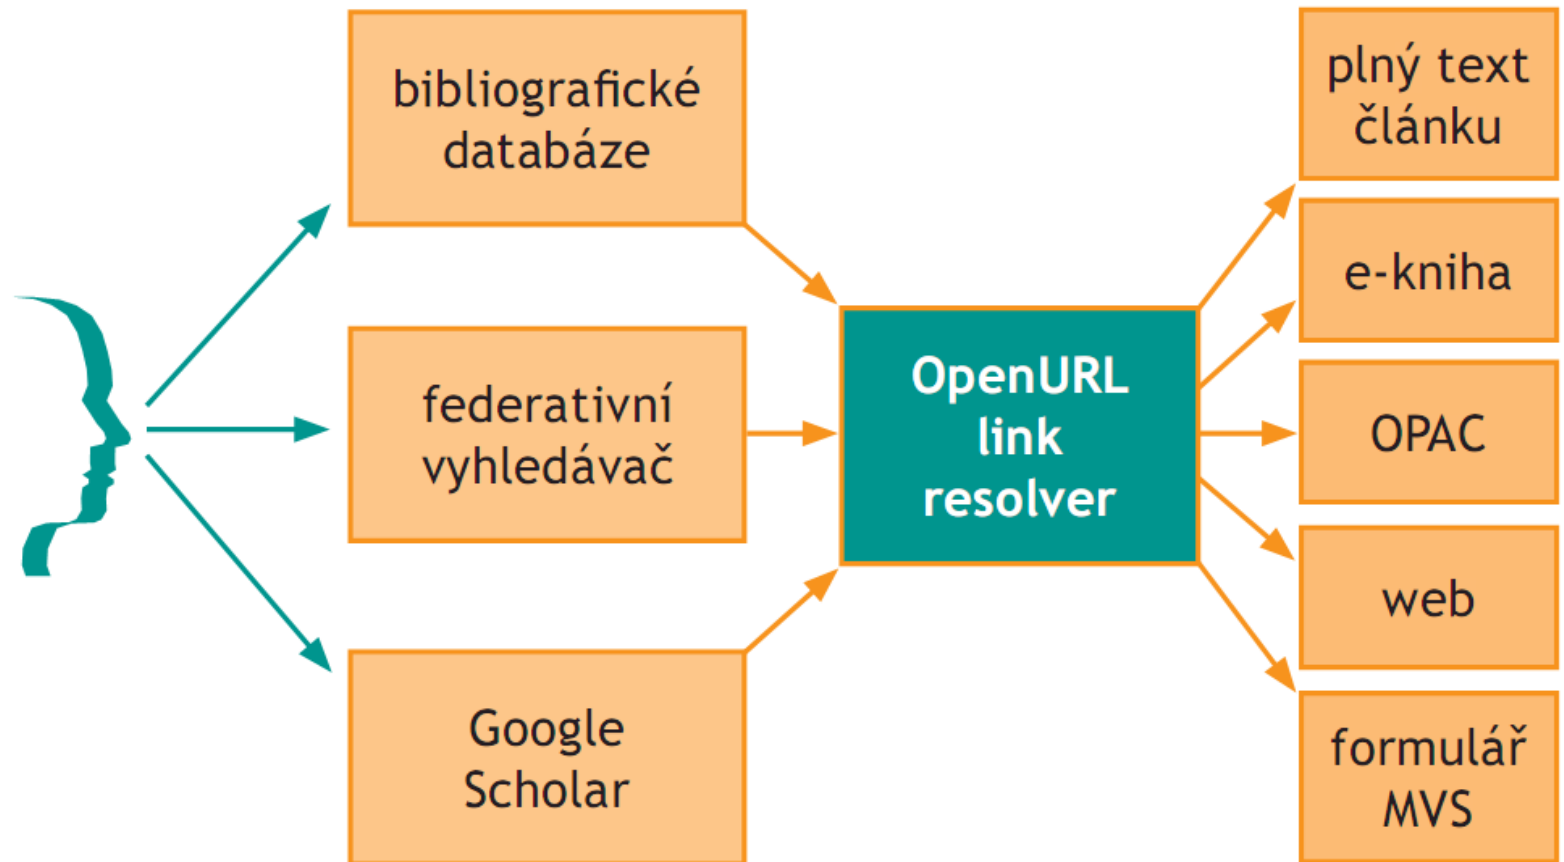 bibliografické
databáze
federativní
vyhledávač
Google
Scholar
OpenURL
link
resolver
plný text
článku
e-kniha
OPAC
web
formulář
MVS